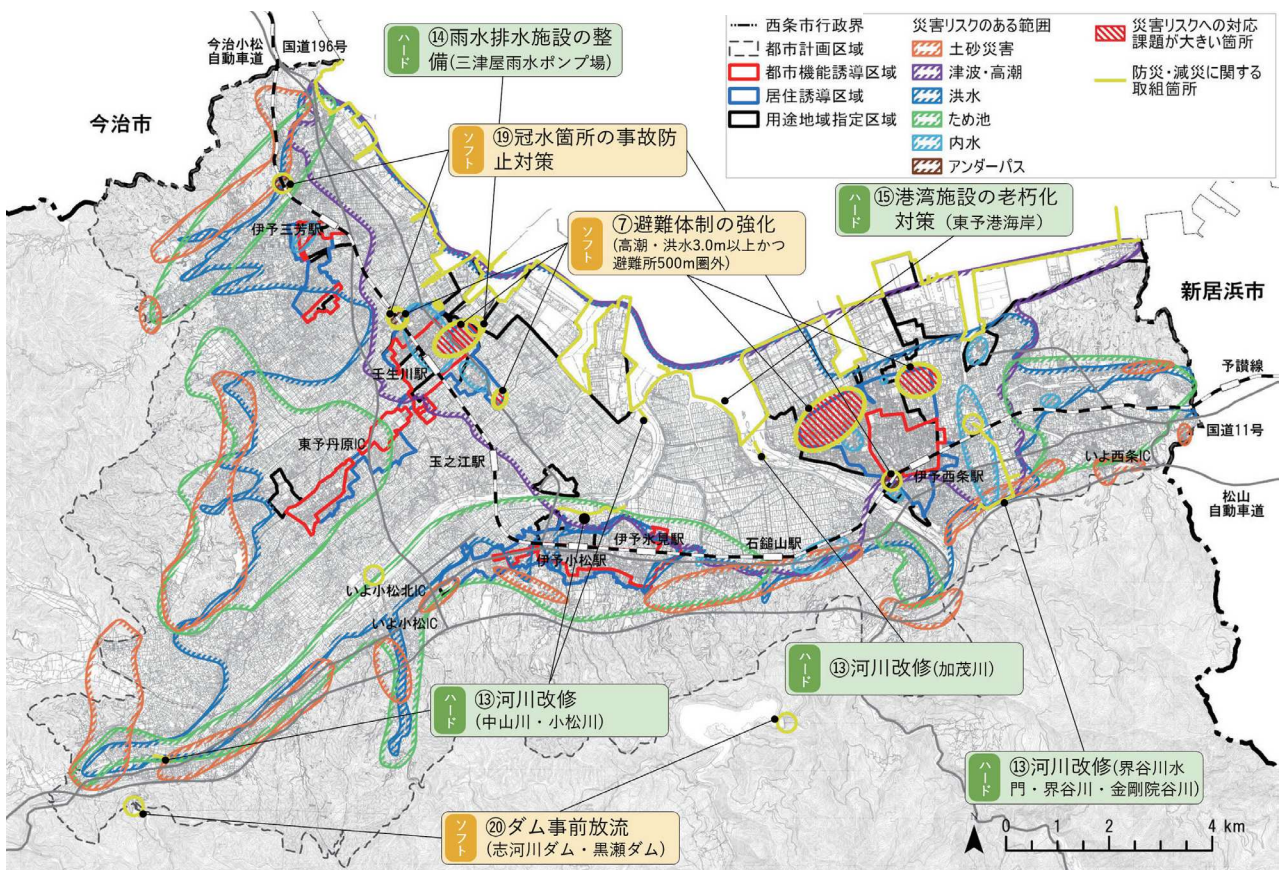 西条市行政界
都市計画区域
都市機能誘導区域
居住誘導区域
用途地域指定区域
災害リスクのある範囲
土砂災害
津波・高潮
洪水
ため池
内水
アンダーパス
災害リスクへの対応
課題が大きい箇所
防災・減災に関する
取組箇所
今治小松
自動車道
国道196号
ハード
⑭雨水排水施設の整
備(三津屋雨水ポンプ場)
今治市
ソフト
⑲冠水箇所の事故防
止対策
ソフト
⑦避難体制の強化
(高潮・洪水3.0m以上かつ
避難所500m圏外)
ハード
⑮港湾施設の老朽化
対策 (東予港海岸)
新居浜市
伊予三芳駅
壬生川駅
予讃線
国道11号
東予丹原IC
玉之江駅
伊予西条駅
いよ西条IC
松山
自動車道
伊予氷見駅
石鎚山駅
伊予小松駅
いよ小松北IC
いよ小松IC
ハード
⑬河川改修(加茂川)
ハード
⑬河川改修
(中山川・小松川)
ハード
⑬河川改修(界谷川水
門・界谷川・金剛院谷川)
ソフト
⑳ダム事前放流
(志河川ダム・黒瀬ダム)
0 1 2 4 km